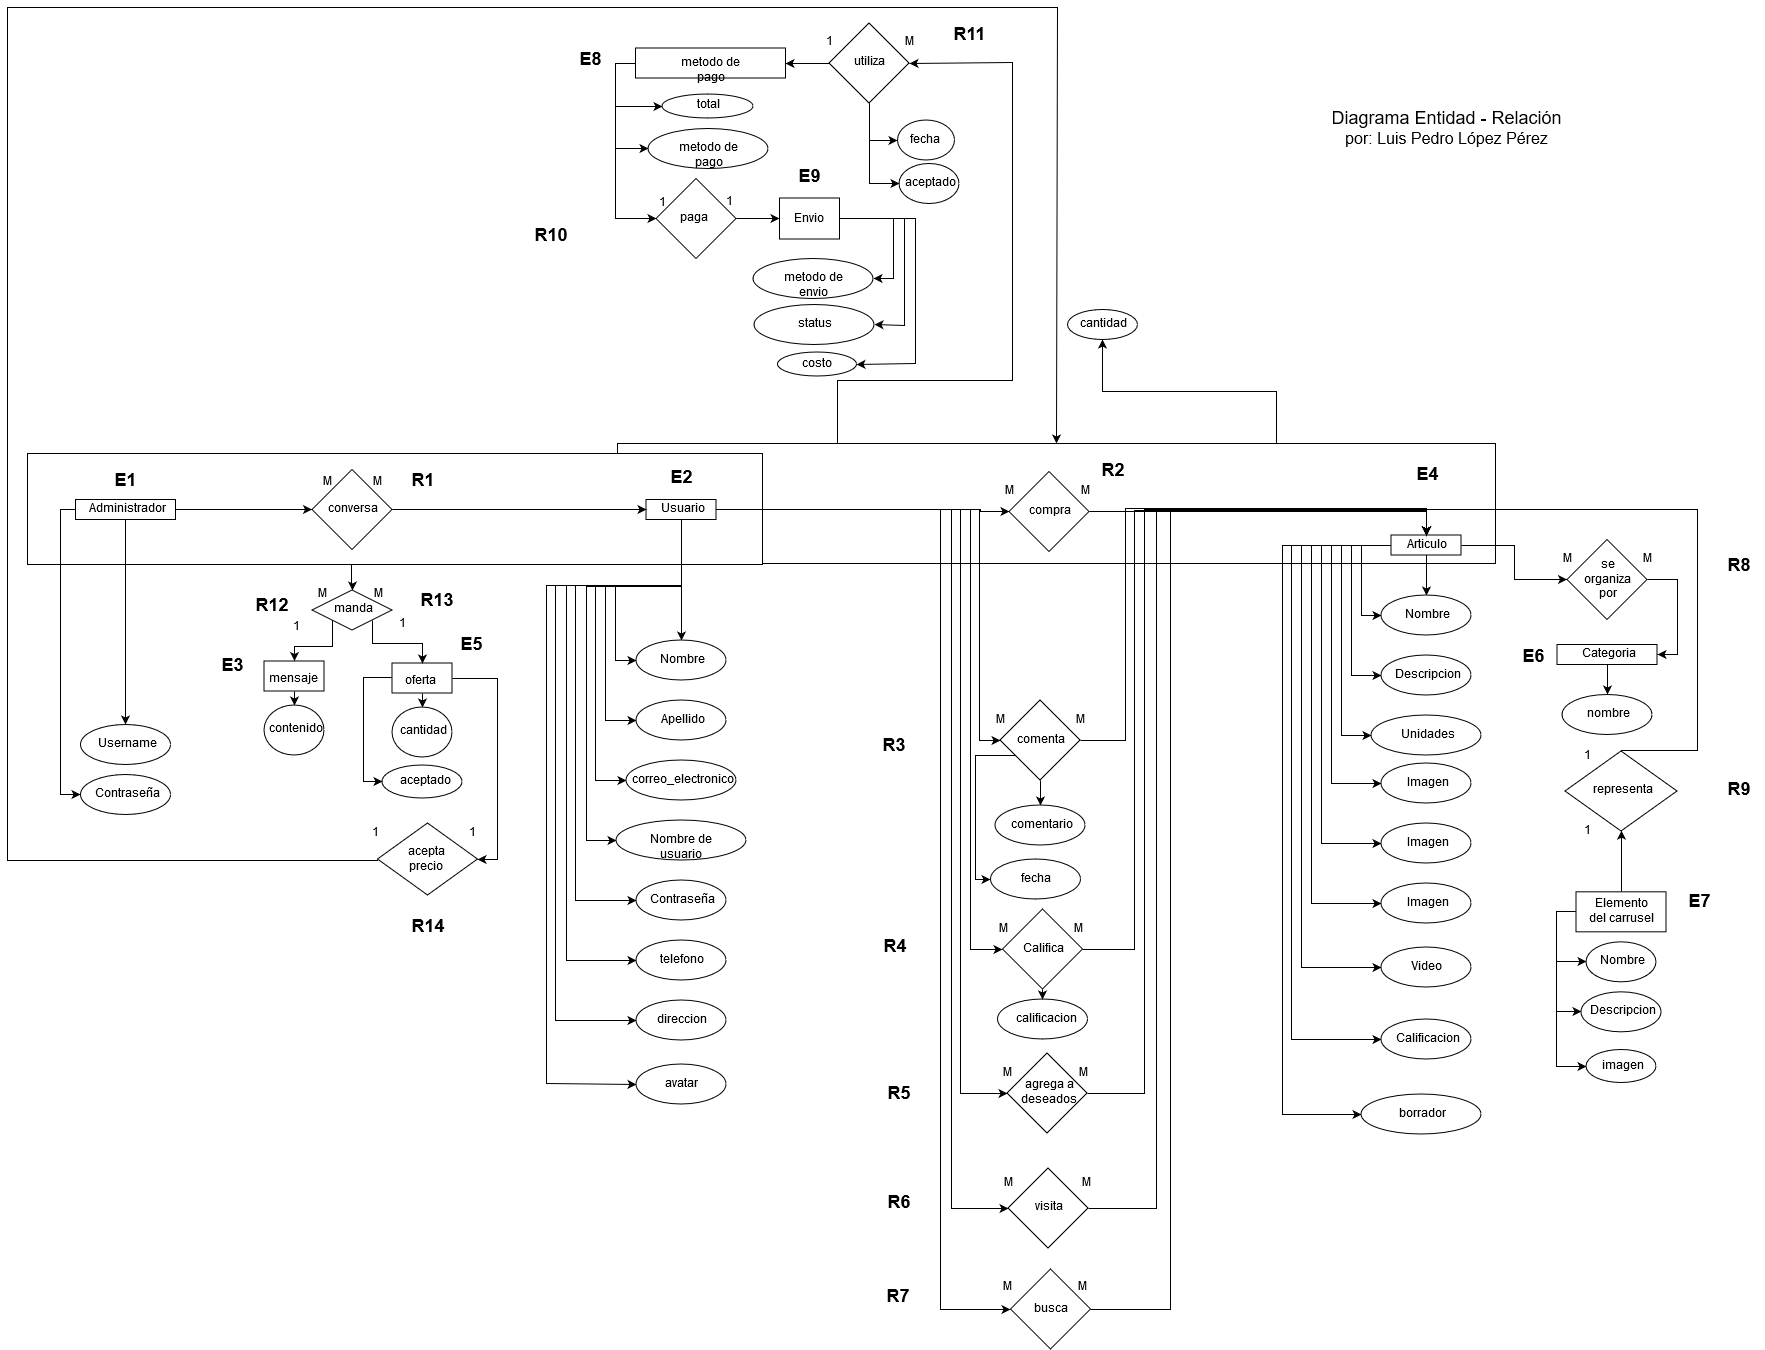 R11
1
M
E8
utiliza
metodo de
pago
total
Diagrama Entidad - Relación
por: Luis Pedro López Pérez
fecha
metodo de
pago
E9
aceptado
1
1
paga
Envio
R10
metodo de
envio
status
cantidad
costo
E1
M
M
R1
E2
R2
E4
M
M
Administrador
conversa
Usuario
compra
Articulo
R8
M
M
se
organiza
por
R12
M
M
R13
manda
1
1
Nombre
E3
E5
E6
Categoria
mensaje
oferta
Nombre
Descripcion
contenido
cantidad
Apellido
nombre
M
M
Username
R3
comenta
Unidades
1
aceptado
correo_electronico
Imagen
Contraseña
representa
R9
1
1
comentario
1
acepta
precio
Nombre de
usuario
Imagen
fecha
Contraseña
Imagen
Elemento
del carrusel
E7
R14
M
M
R4
Califica
telefono
Video
Nombre
direccion
calificacion
Descripcion
Calificacion
M
M
agrega a
deseados
avatar
imagen
R5
borrador
M
M
R6
visita
M
M
R7
busca